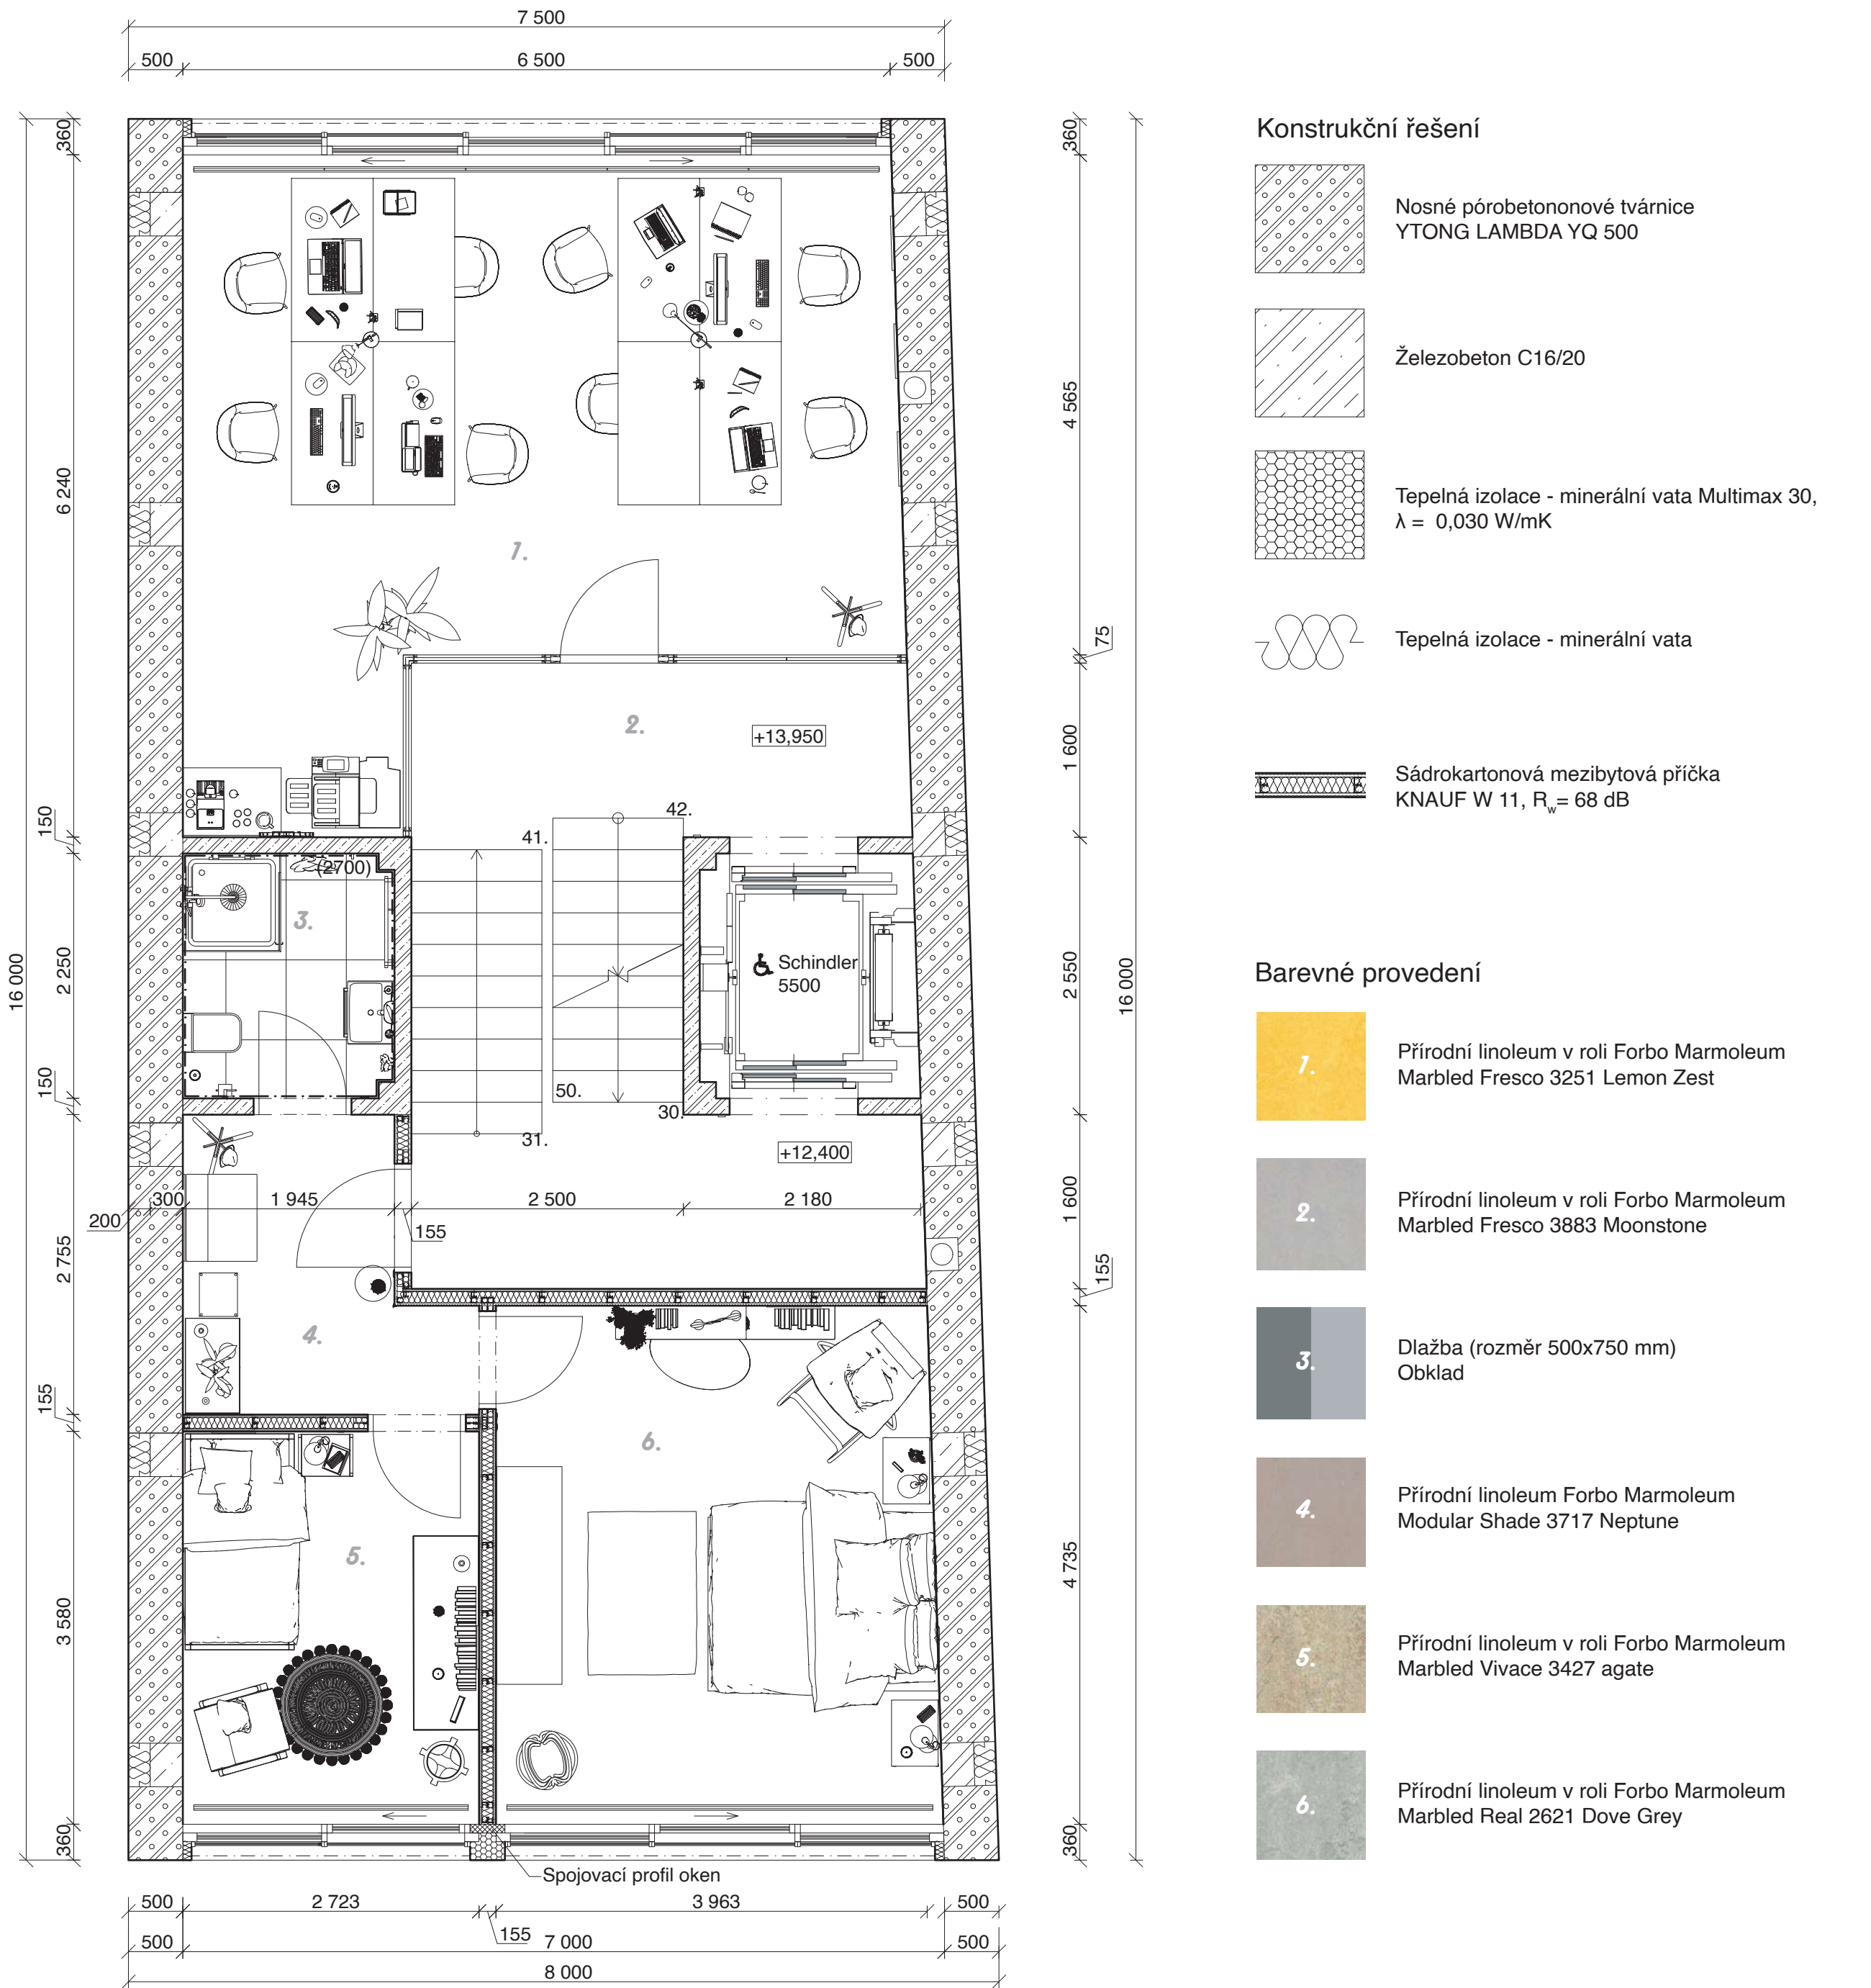 7 500
500
6 500
500
360
6 240
150
2 250
150
2 755
155
3 580
360
16 000
360
4 565
75
1 600
2 550
1 600
155
4 735
360
16 000
1.
2.
+13,950
42.
41.
(2700)
3.
Schindler
5500
50.
30.
31.
+12,400
300
1 945
2 500
2 180
200
155
4.
6.
5.
Spojovací profil oken
500
2 723
3 963
500
155
500
7 000
500
8 000
Konstrukční řešení
Nosné pórobetononové tvárnice
YTONG LAMBDA YQ 500
Železobeton C16/20
Tepelná izolace - minerální vata Multimax 30,
λ = 0,030 W/mK
Tepelná izolace - minerální vata
Sádrokartonová mezibytová příčka
KNAUF W 11, Rw= 68 dB
Barevné provedení
1.
Přírodní linoleum v roli Forbo Marmoleum
Marbled Fresco 3251 Lemon Zest
2.
Přírodní linoleum v roli Forbo Marmoleum
Marbled Fresco 3883 Moonstone
3.
Dlažba (rozměr 500x750 mm)
Obklad
4.
Přírodní linoleum Forbo Marmoleum
Modular Shade 3717 Neptune
5.
Přírodní linoleum v roli Forbo Marmoleum
Marbled Vivace 3427 agate
6.
Přírodní linoleum v roli Forbo Marmoleum
Marbled Real 2621 Dove Grey